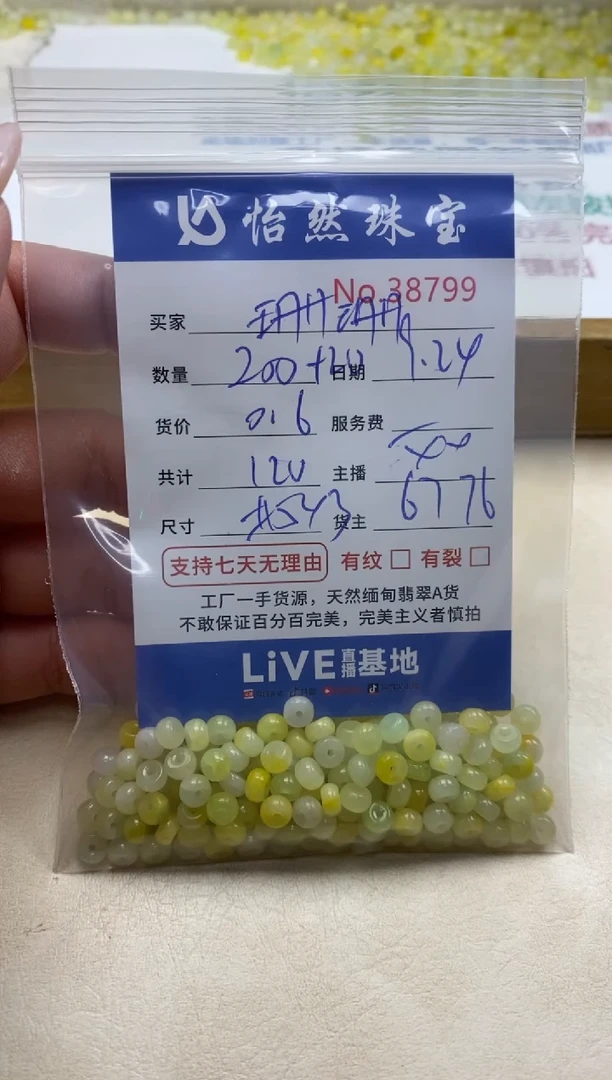 怡然珠宝
No.38799
买家 珊珊
数量 200+20 日期 9.24
货价 0.6 服务费
共计 120 主播
尺寸 货主 6776
支持七天无理由 有纹 □ 有裂 □
工厂一手货源，天然缅甸翡翠A货
不敢保证百分百完美，完美主义者慎拍
LiVE直播基地